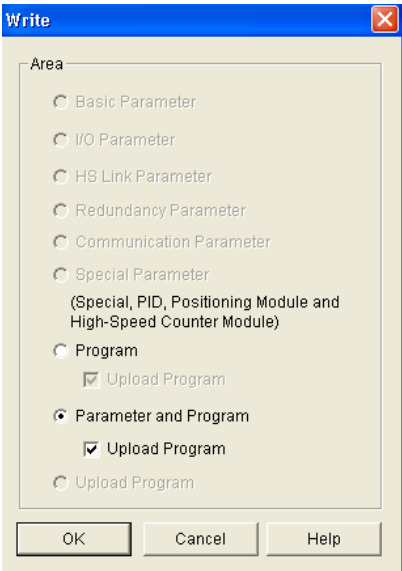 Write
Area
Basic Parameter
I/O Parameter
HS Link Parameter
Redundancy Parameter
Communication Parameter
Special Parameter
(Special, PID, Positioning Module and
High-Speed Counter Module)
Program
Upload Program
Parameter and Program
Upload Program
Upload Program
OK Cancel Help